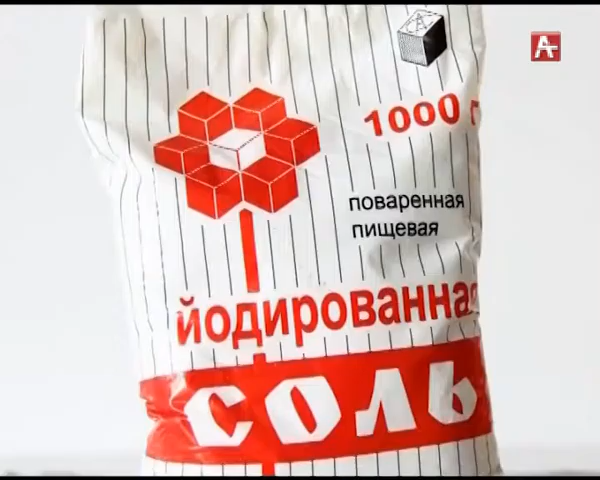 1000 г
поваренная
пищевая
йодированная
соль